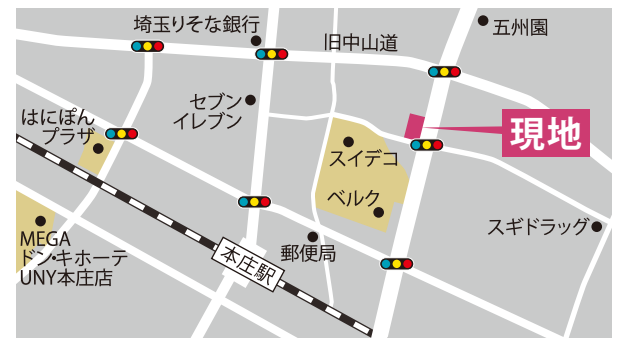 埼玉りそな銀行
旧中山道
五州園
セブン
イレブン
はにぽん
プラザ
現地
スイデコ
ベルク
スギドラッグ
MEGA
ドン・キホーテ
UNY本庄店
本庄駅
郵便局